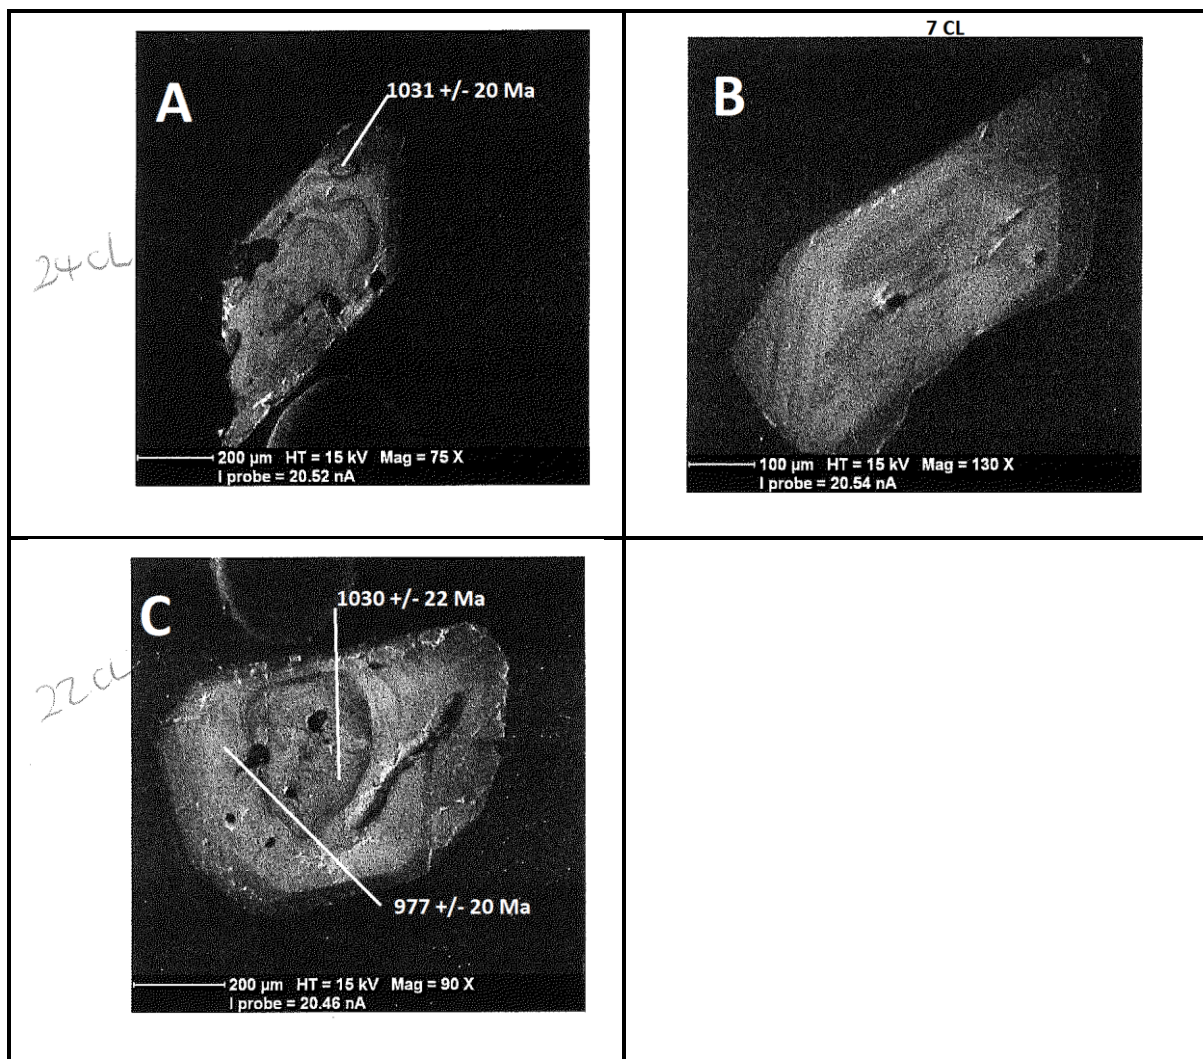 7 CL
A
1031 +/- 20 Ma
B
24 CL
200 µm HT = 15 kV Mag = 75 X
I probe = 20.52 nA
100 µm HT = 15 kV Mag = 130 X
I probe = 20.54 nA
C
1030 +/- 22 Ma
22 CL
977 +/- 20 Ma
200 µm HT = 15 kV Mag = 90 X
I probe = 20.46 nA